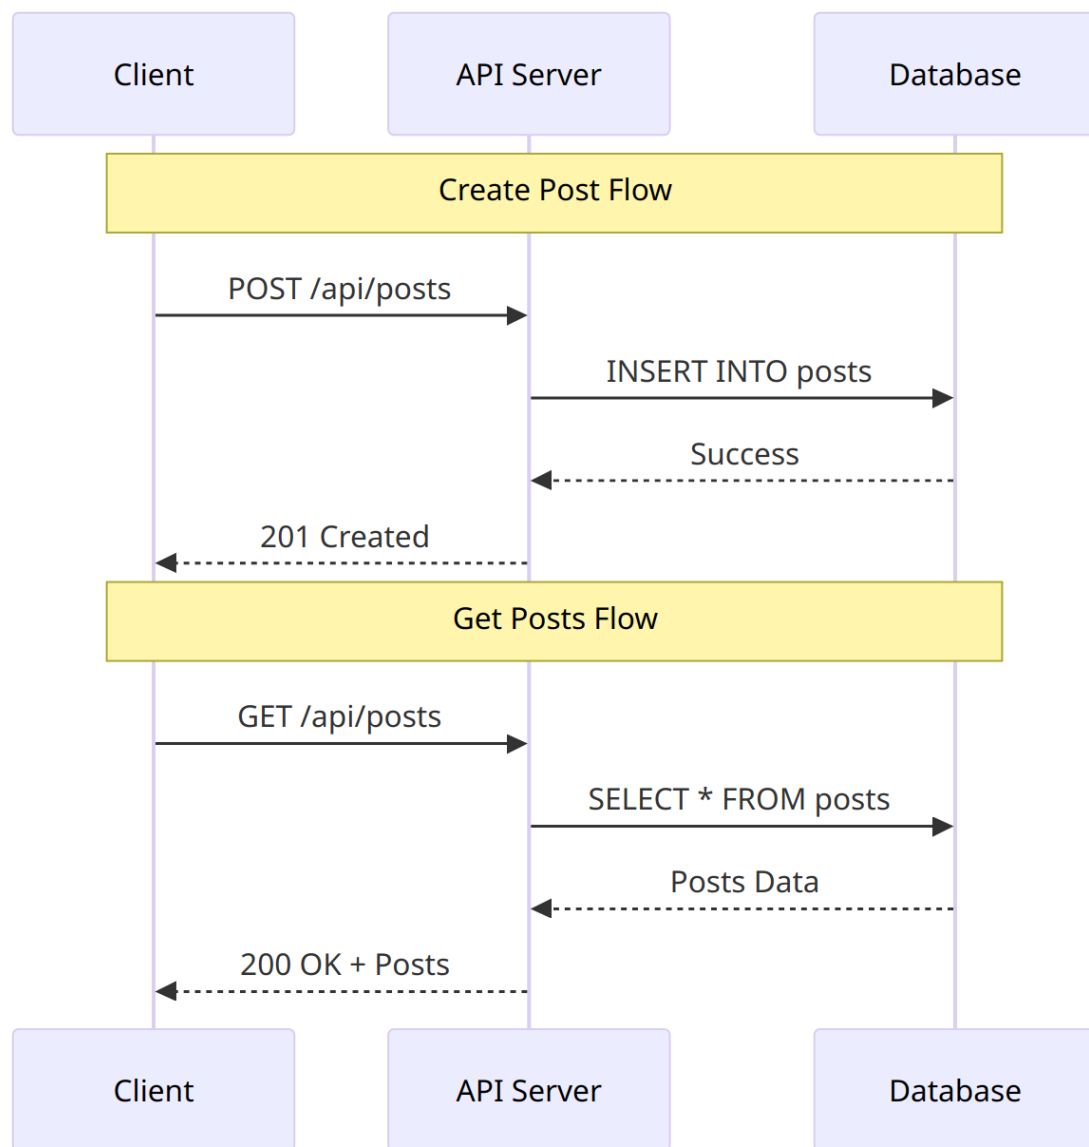 Client
API Server
Database
Create Post Flow
POST /api/posts
INSERT INTO posts
Success
201 Created
Get Posts Flow
GET /api/posts
SELECT * FROM posts
Posts Data
200 OK + Posts
Client
API Server
Database